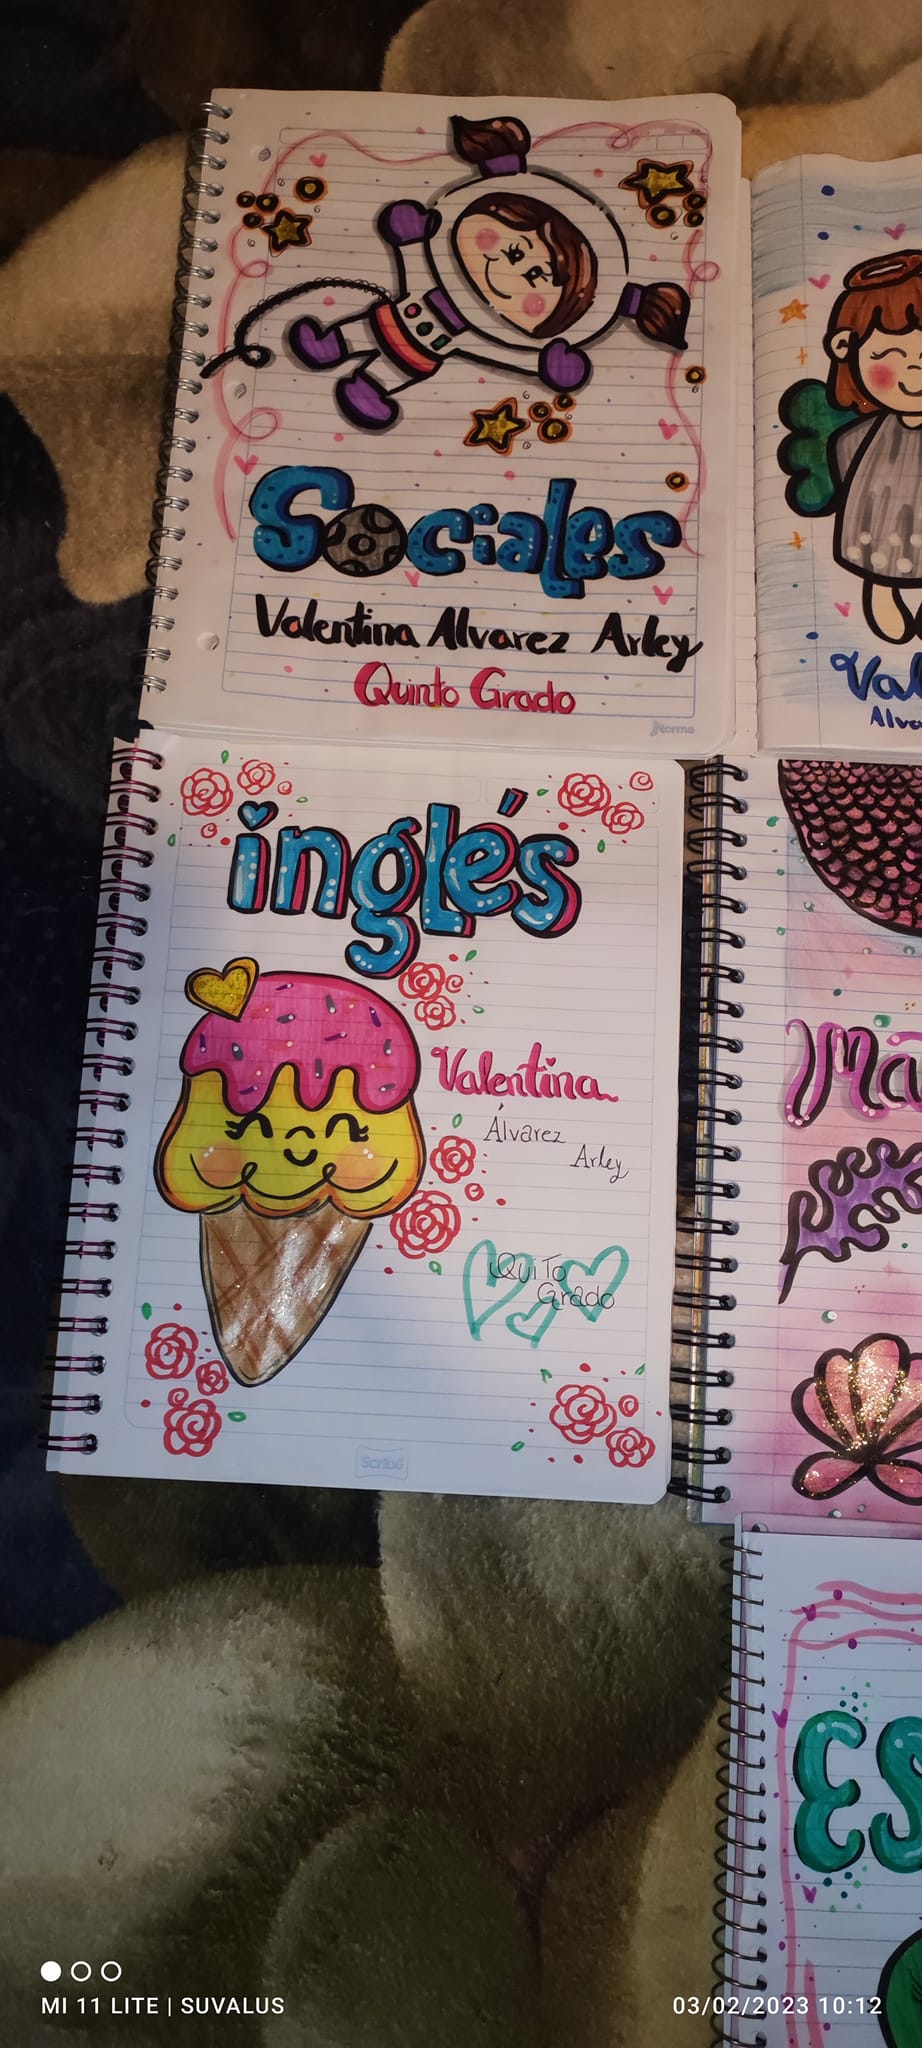 Sociales
Valentina Alvarez Arley
Quinto Grado
Norma
inglés
Valentina
Álvarez
Arley
QuiTo
Grado
Scribe
MI 11 LITE | SUVALUS
03/02/2023 10:12
Val
Alva
Ma
ES